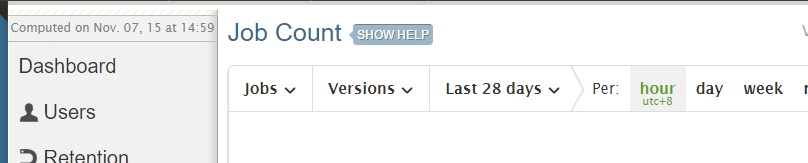 Computed on Nov. 07, 15 at 14:59
Dashboard
Users
Retention
Job Count SHOW HELP
Jobs Versions Last 28 days Per: hour day week
utc+8